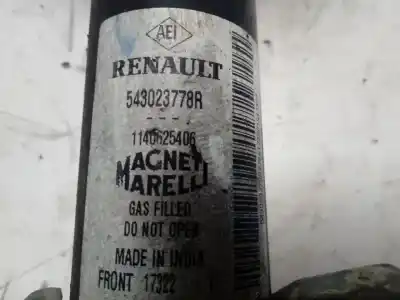 AEI
RENAULT
543023778R
- - -
1140625406
MAGNETI
MARELLI
GAS FILLED
DO NOT OPEN
MADE IN INDIA
FRONT 17322